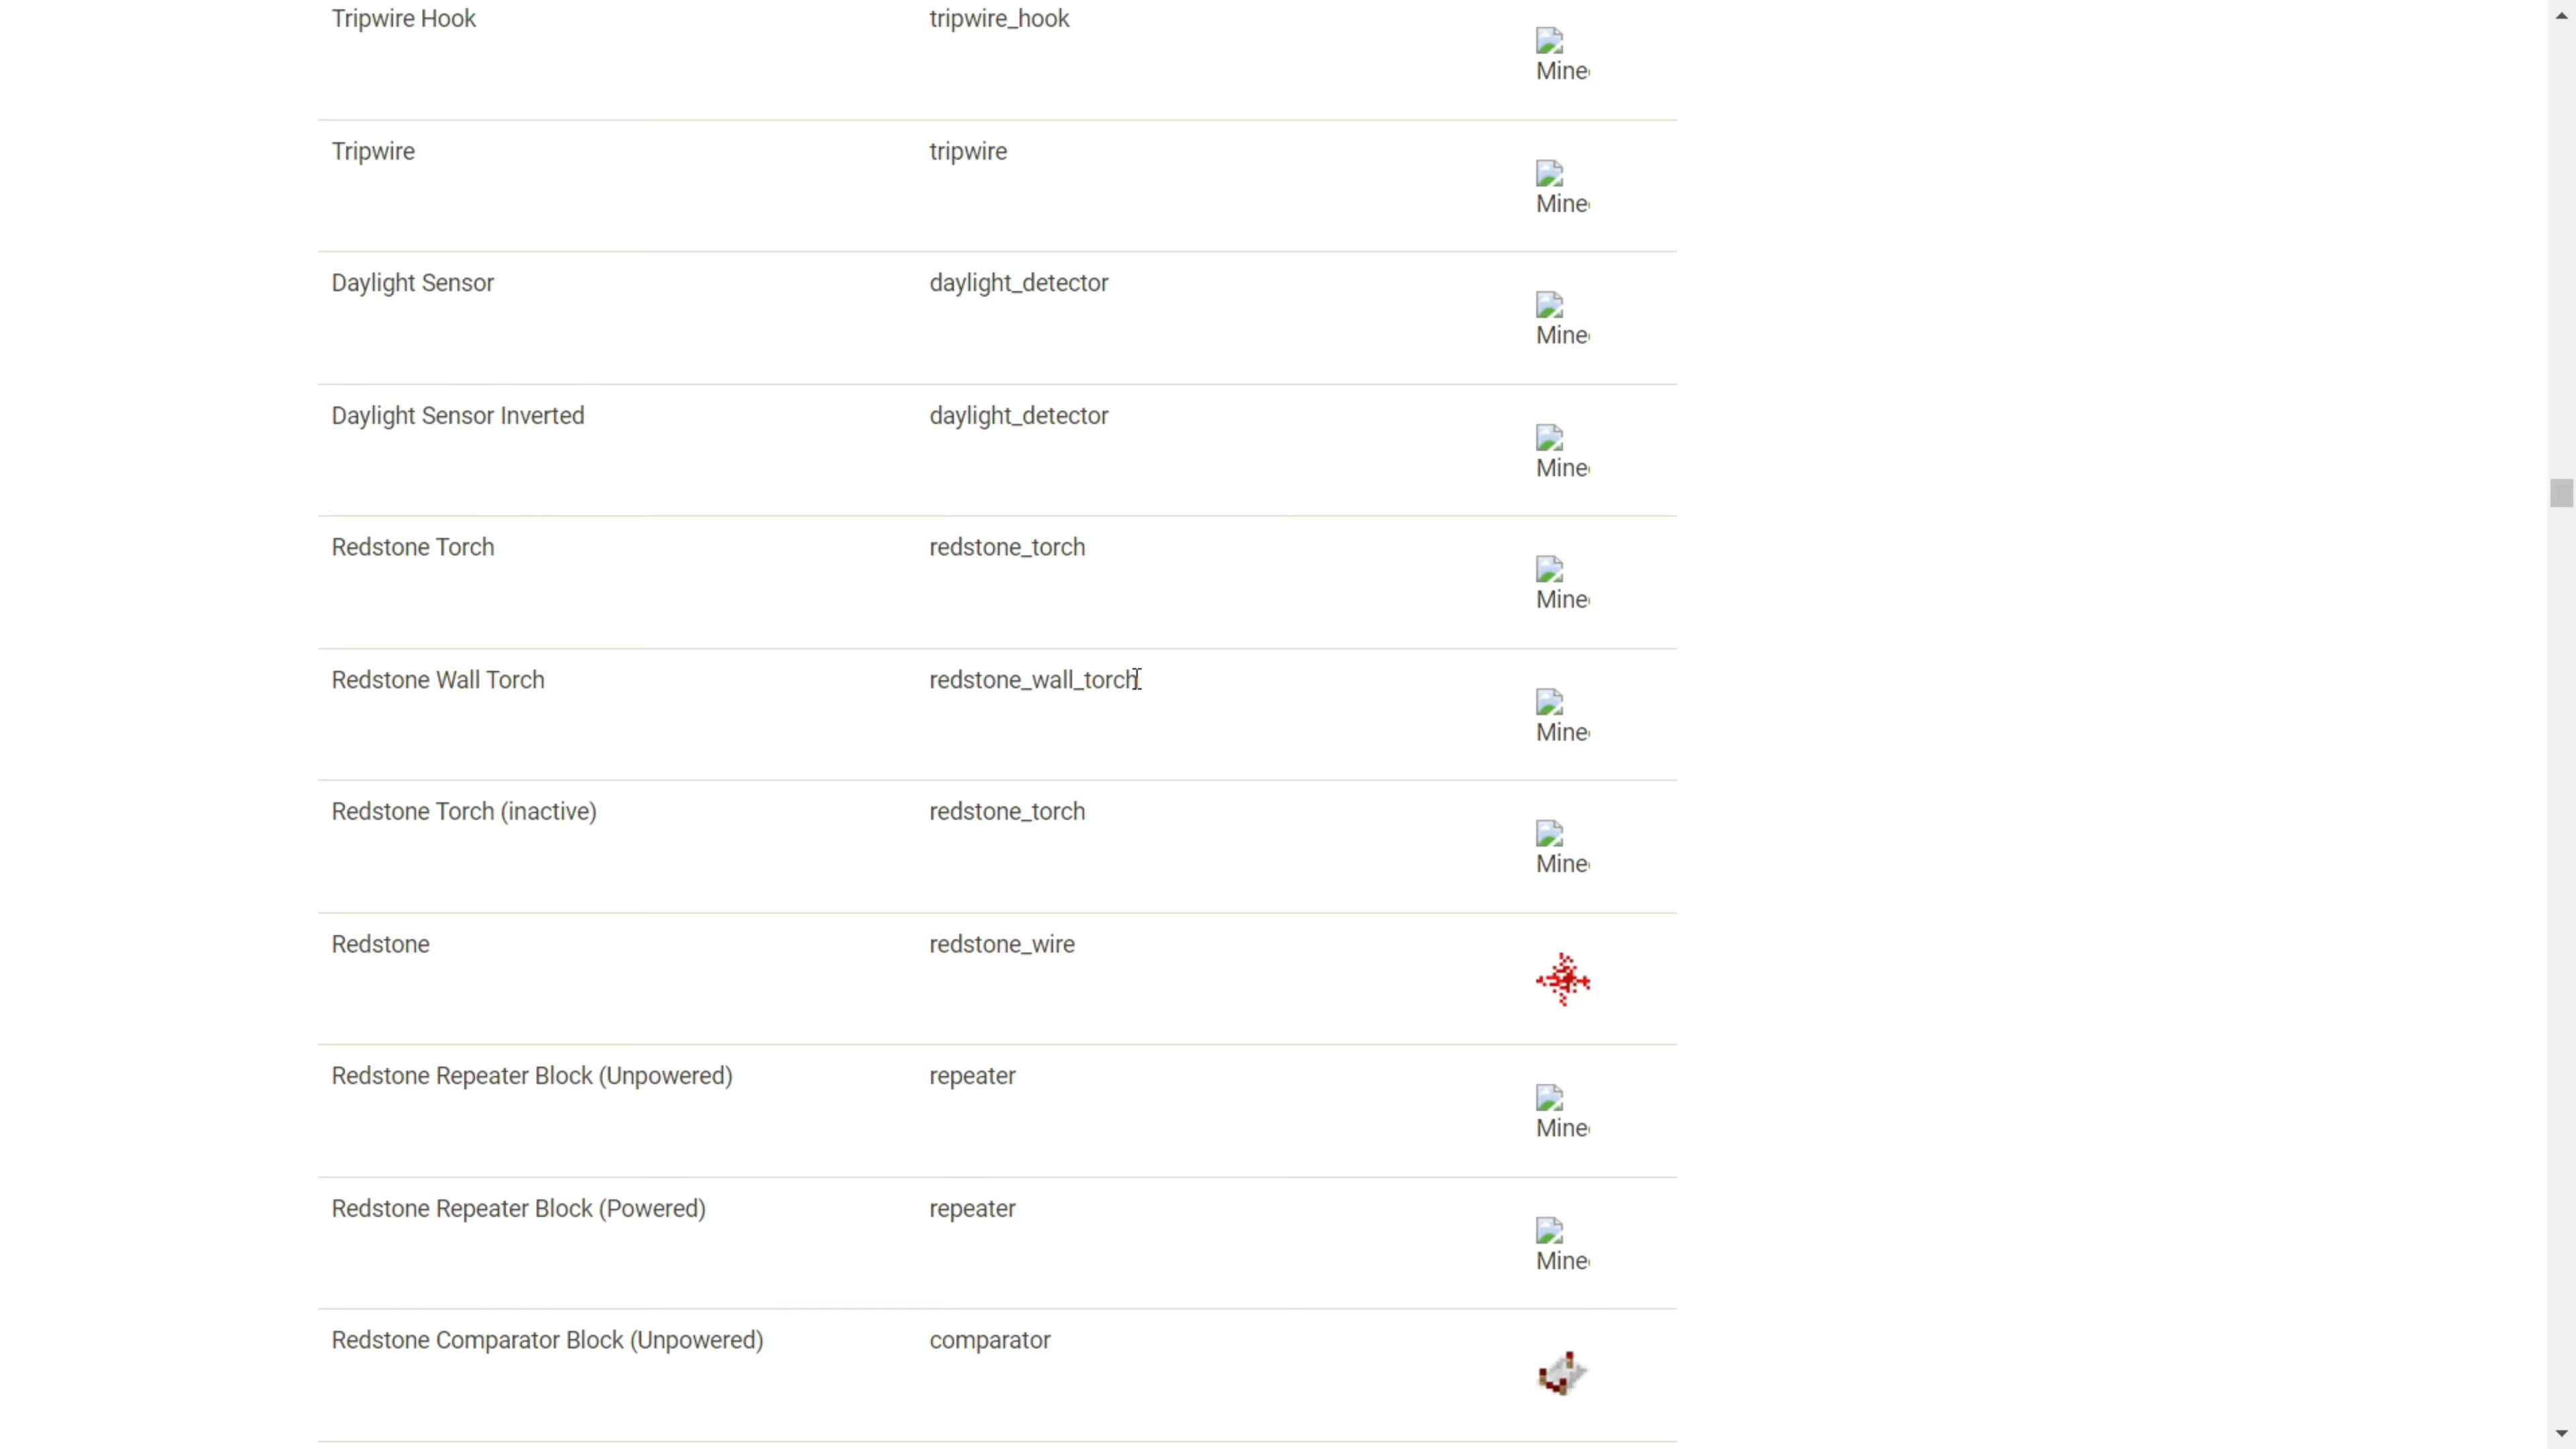 Tripwire Hook tripwire_hook
Mine
Tripwire tripwire
Mine
Daylight Sensor daylight_detector
Mine
Daylight Sensor Inverted daylight_detector
Mine
Redstone Torch redstone_torch
Mine
Redstone Wall Torch redstone_wall_torch
Mine
Redstone Torch (inactive) redstone_torch
Mine
Redstone redstone_wire
Redstone Repeater Block (Unpowered) repeater
Mine
Redstone Repeater Block (Powered) repeater
Mine
Redstone Comparator Block (Unpowered) comparator